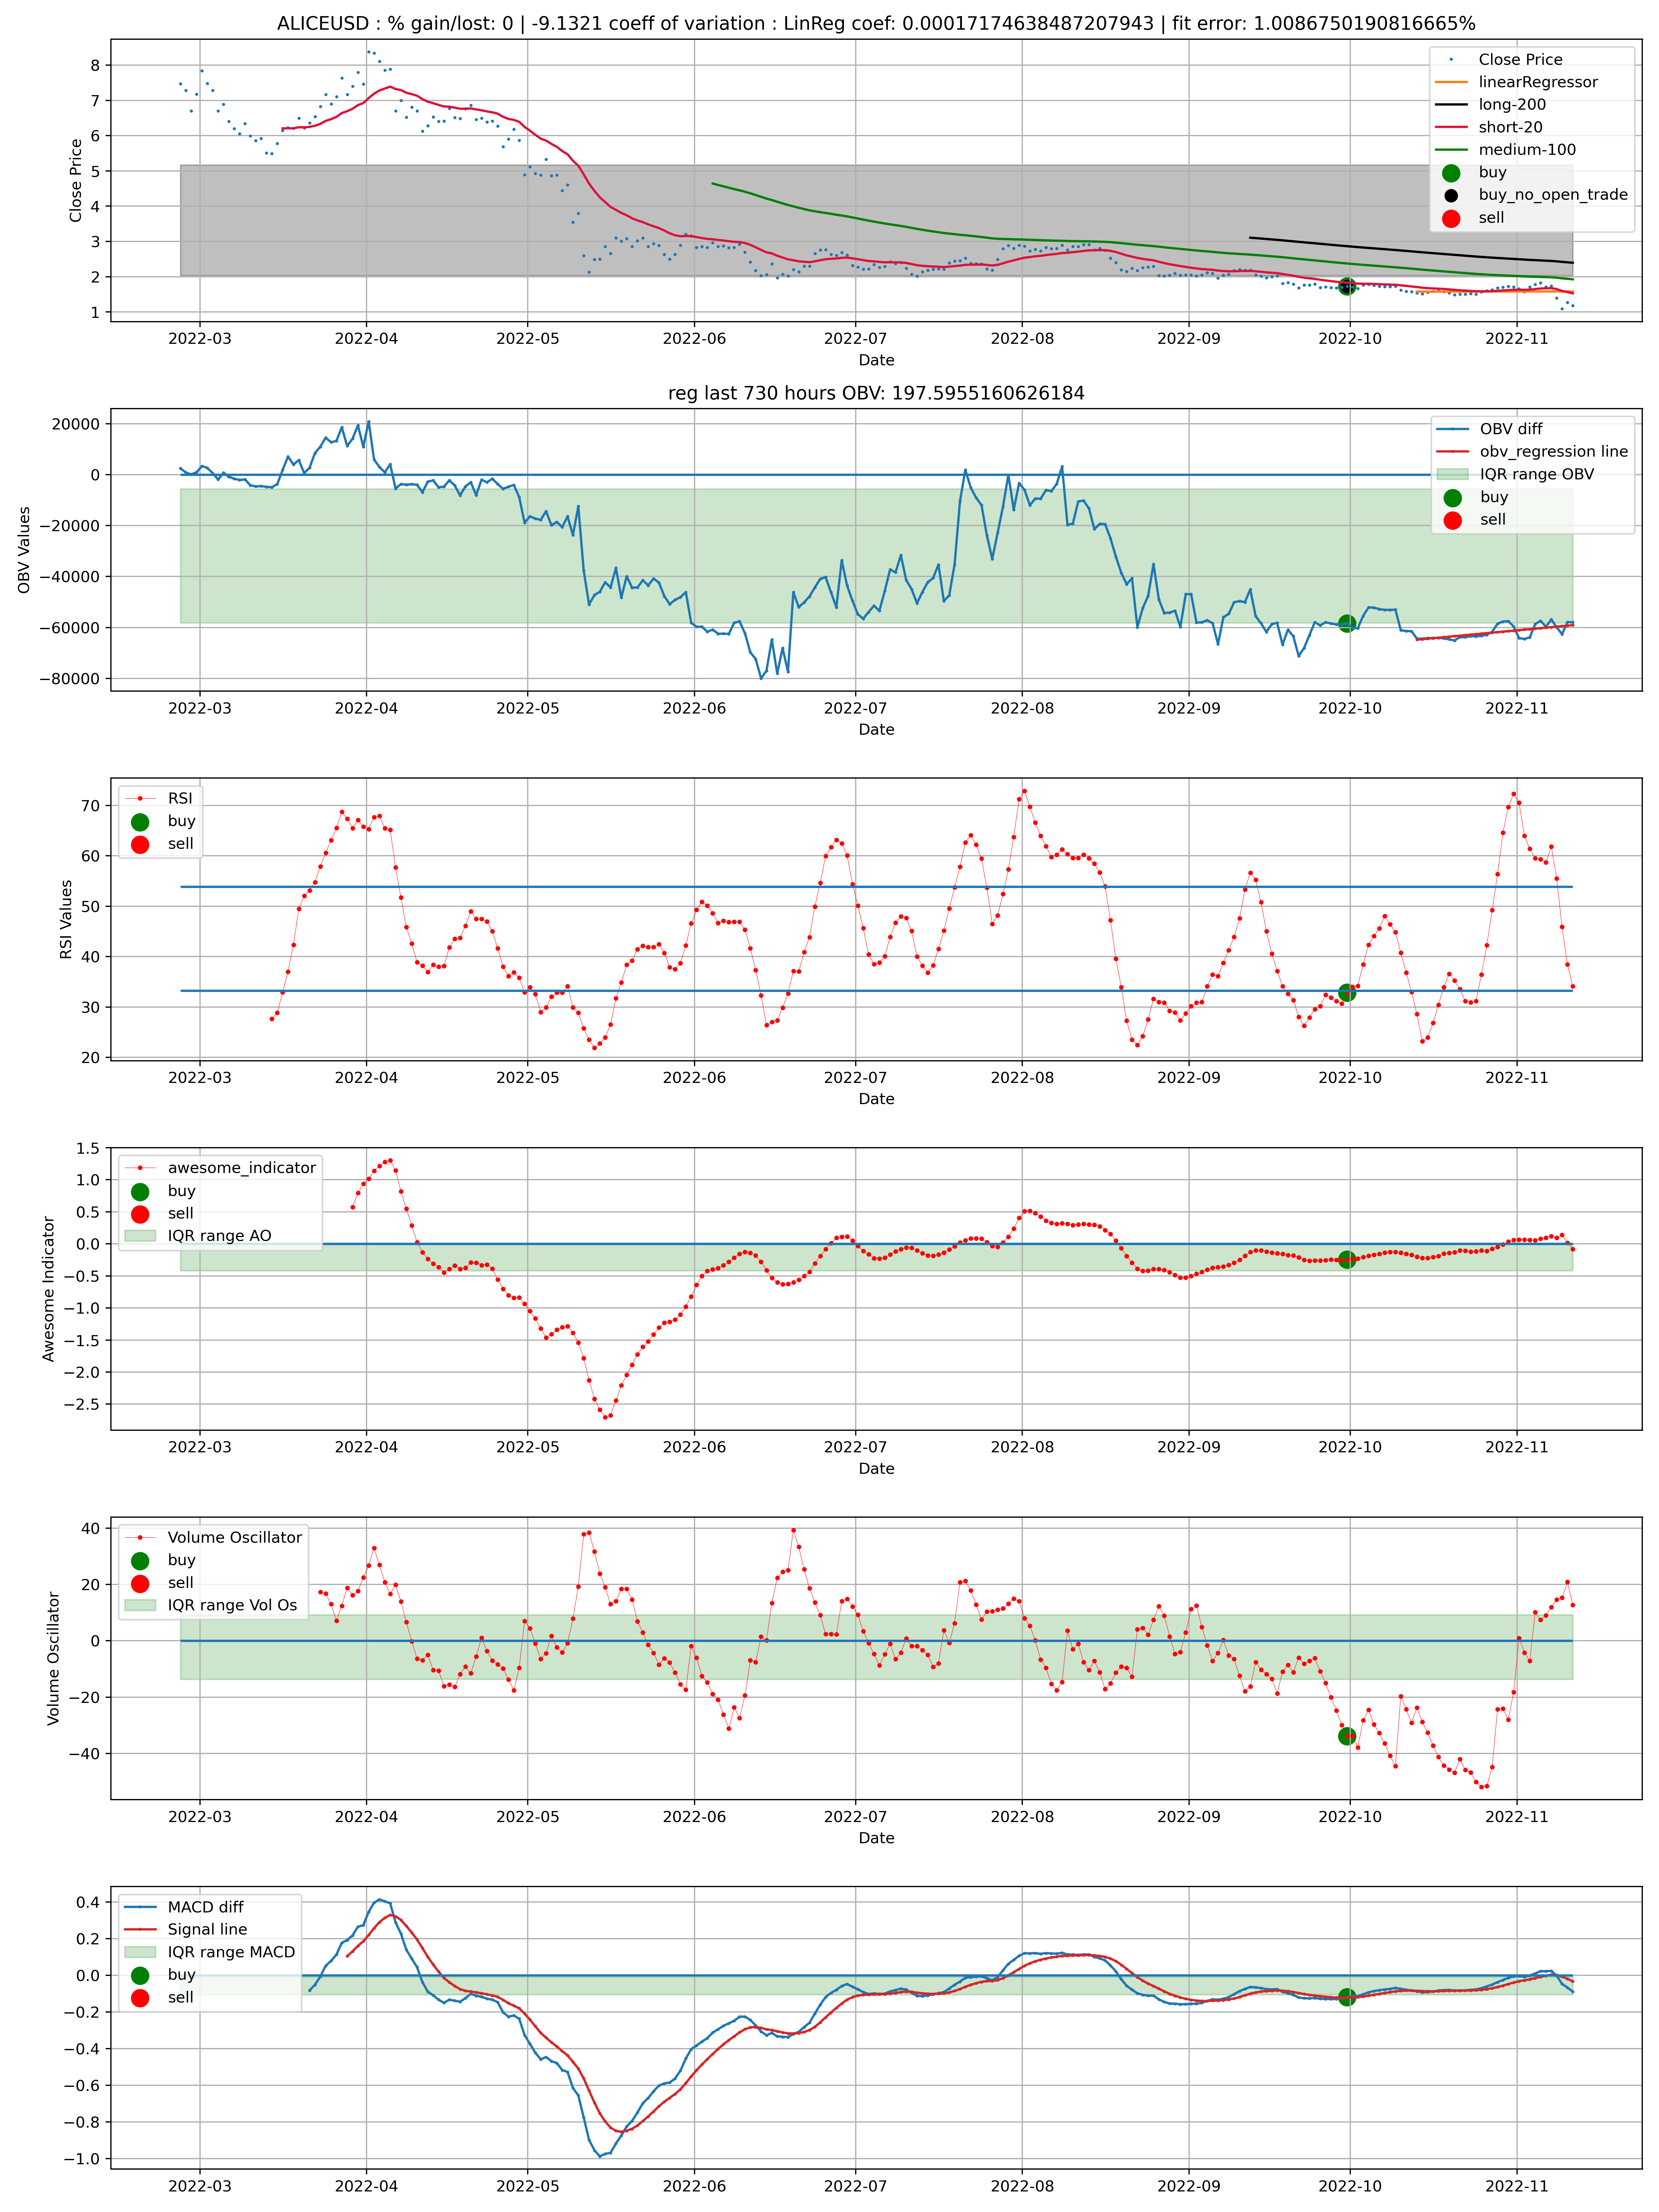 ALICEUSD : % gain/lost: 0 | -9.1321 coeff of variation : LinReg coef: 0.00017174638487207943 | fit error: 1.0086750190816665%
Close Price
8
7
6
5
4
3
2
1
Close Price
linearRegressor
long-200
short-20
medium-100
buy
buy_no_open_trade
sell
2022-03 2022-04 2022-05 2022-06 2022-07 2022-08 2022-09 2022-10 2022-11
Date
reg last 730 hours OBV: 197.5955160626184
OBV Values
20000
0
−20000
−40000
−60000
−80000
OBV diff
obv_regression line
IQR range OBV
buy
sell
2022-03 2022-04 2022-05 2022-06 2022-07 2022-08 2022-09 2022-10 2022-11
Date
RSI Values
70
60
50
40
30
20
RSI
buy
sell
2022-03 2022-04 2022-05 2022-06 2022-07 2022-08 2022-09 2022-10 2022-11
Date
Awesome Indicator
1.5
1.0
0.5
0.0
−0.5
−1.0
−1.5
−2.0
−2.5
awesome_indicator
buy
sell
IQR range AO
2022-03 2022-04 2022-05 2022-06 2022-07 2022-08 2022-09 2022-10 2022-11
Date
Volume Oscillator
40
20
0
−20
−40
Volume Oscillator
buy
sell
IQR range Vol Os
2022-03 2022-04 2022-05 2022-06 2022-07 2022-08 2022-09 2022-10 2022-11
Date
0.4
0.2
0.0
−0.2
−0.4
−0.6
−0.8
−1.0
MACD diff
Signal line
IQR range MACD
buy
sell
2022-03 2022-04 2022-05 2022-06 2022-07 2022-08 2022-09 2022-10 2022-11